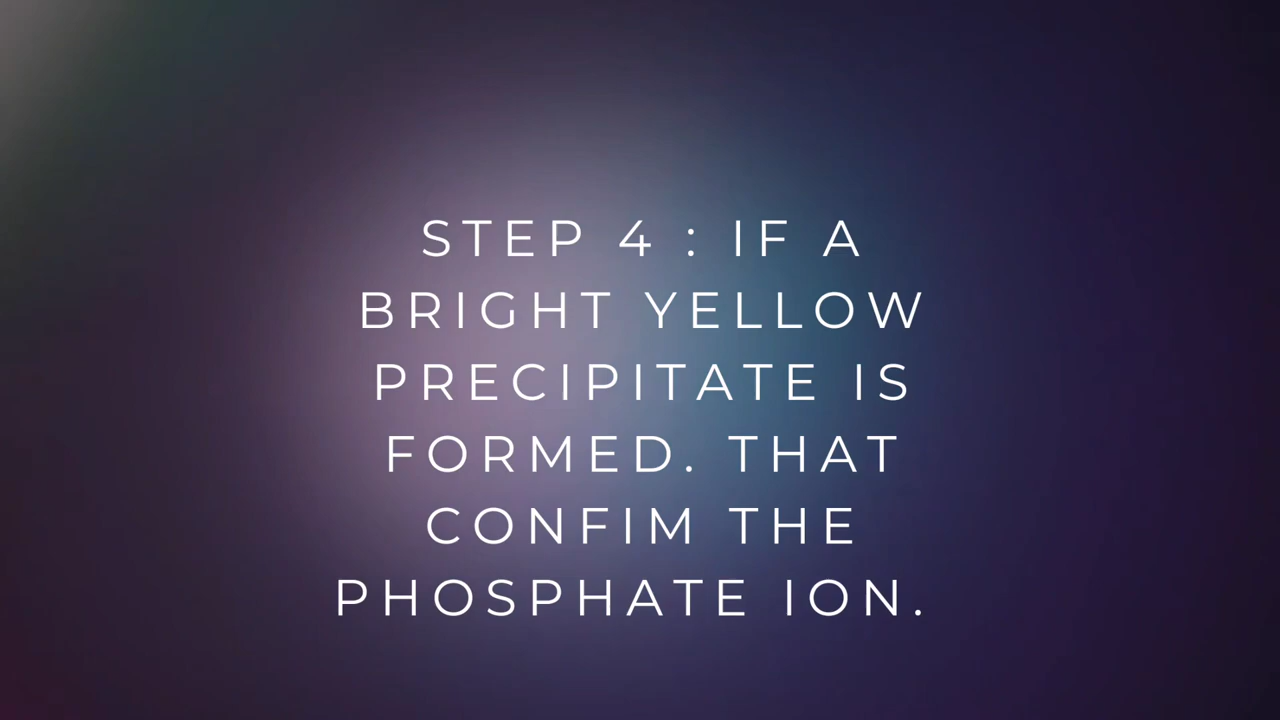 STEP 4 : IF A
BRIGHT YELLOW
PRECIPITATE IS
FORMED. THAT
CONFIM THE
PHOSPHATE ION.